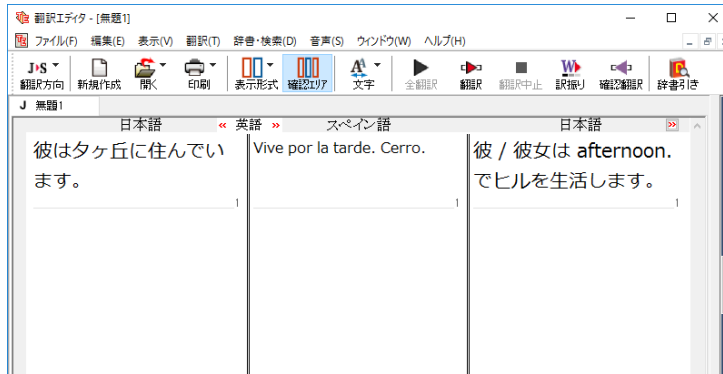 翻訳エディタ - [無題1]
ファイル(F) 編集(E) 表示(V) 翻訳(T) 辞書・検索(D) 音声(S) ウィンドウ(W) ヘルプ(H)
J›S
翻訳方向 新規作成 開く 印刷 表示形式 確認エリア 文字 全翻訳 翻訳 翻訳中止 訳振り 確認翻訳 辞書引き
J 無題1
日本語 « 英語 » スペイン語 日本語 »
彼は夕ヶ丘に住んでい
ます。
1
Vive por la tarde. Cerro.
1
彼 / 彼女は afternoon.
でヒルを生活します。
1